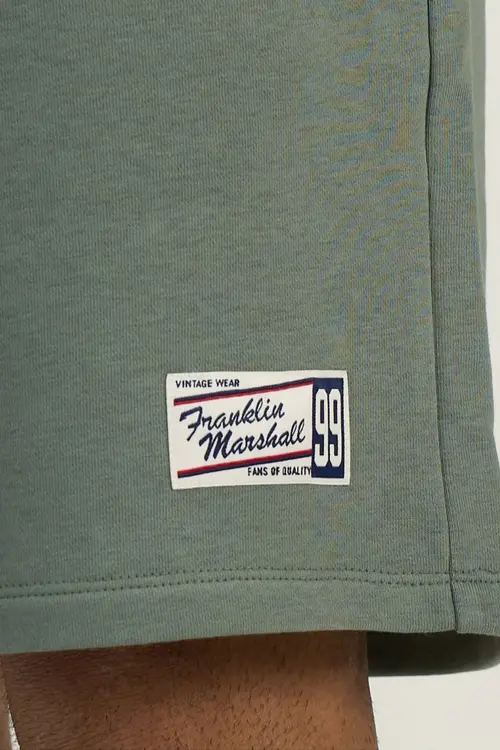 VINTAGE WEAR
Franklin
Marshall
99
FANS OF QUALITY